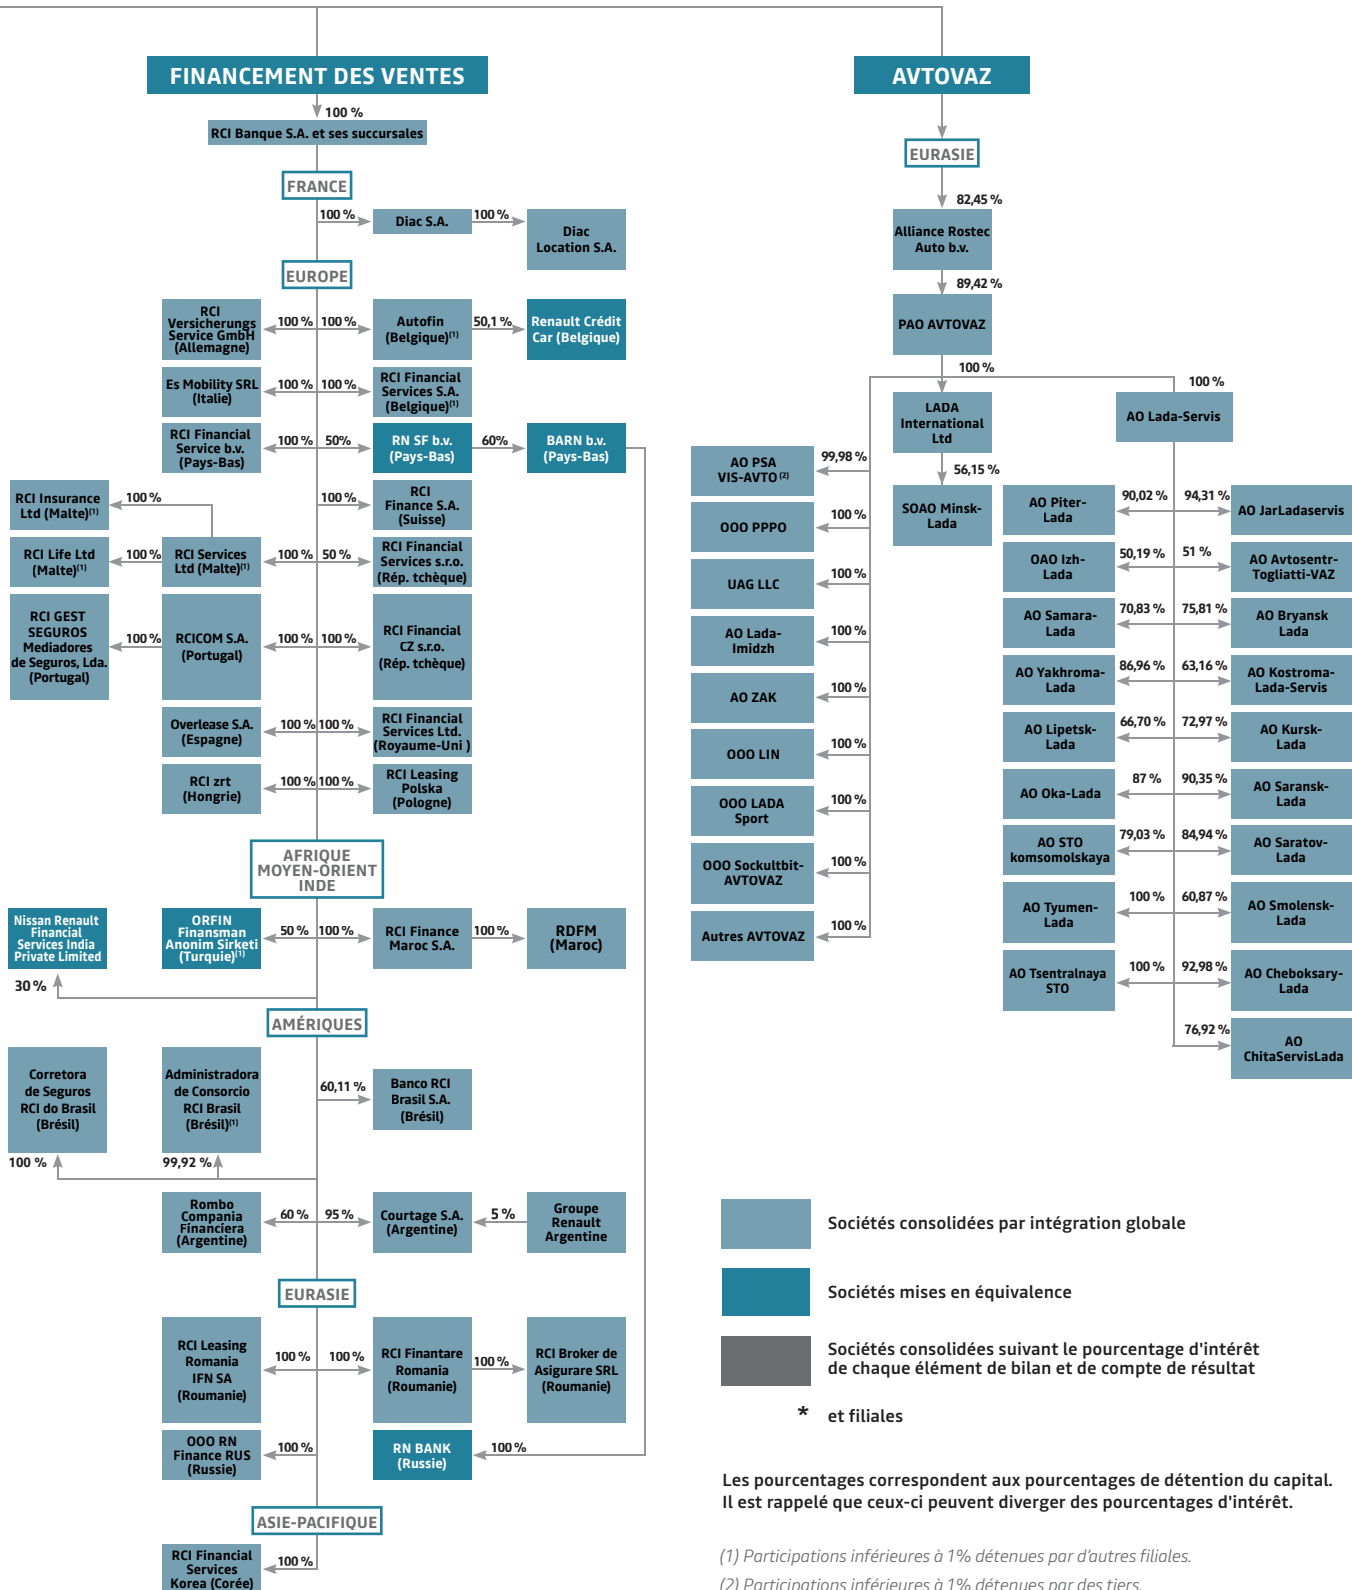 FINANCEMENT DES VENTES
100 %
RCI Banque S.A. et ses succursales
FRANCE
100 %
Diac S.A.
100 %
Diac
Location S.A.
EUROPE
RCI
Versicherungs
Service GmbH
(Allemagne)
100 %
100 %
Autofin
(Belgique)(1)
50,1 %
Renault Crédit
Car (Belgique)
Es Mobility SRL
(Italie)
100 %
100 %
RCI Financial
Services S.A.
(Belgique)(1)
RCI Financial
Service b.v.
(Pays-Bas)
100 %
50%
RN SF b.v.
(Pays-Bas)
60%
BARN b.v.
(Pays-Bas)
RCI Insurance
Ltd (Malte)(1)
100 %
100 %
RCI
Finance S.A.
(Suisse)
RCI Life Ltd
(Malte)(1)
100 %
RCI Services
Ltd (Malte)(1)
100 %
50 %
RCI Financial
Services s.r.o.
(Rép. tchèque)
RCI GEST
SEGUROS
Mediadores
de Seguros, Lda.
(Portugal)
100 %
RCICOM S.A.
(Portugal)
100 %
100 %
RCI Financial
CZ s.r.o.
(Rép. tchèque)
Overlease S.A.
(Espagne)
100 %
100 %
RCI Financial
Services Ltd.
(Royaume-Uni )
RCI zrt
(Hongrie)
100 %
100 %
RCI Leasing
Polska
(Pologne)
AFRIQUE
MOYEN-ORIENT
INDE
Nissan Renault
Financial
Services India
Private Limited
30 %
ORFIN
Finansman
Anonim Sirketi
(Turquie)(1)
50 %
100 %
RCI Finance
Maroc S.A.
100 %
RDFM
(Maroc)
AMÉRIQUES
Corretora
de Seguros
RCI do Brasil
(Brésil)
100 %
Administradora
de Consorcio
RCI Brasil
(Brésil)(1)
99,92 %
60,11 %
Banco RCI
Brasil S.A.
(Brésil)
Rombo
Compania
Financiera
(Argentine)
60 %
95 %
Courtage S.A.
(Argentine)
5 %
Groupe
Renault
Argentine
EURASIE
RCI Leasing
Romania
IFN SA
(Roumanie)
100 %
100 %
RCI Finantare
Romania
(Roumanie)
100 %
RCI Broker de
Asigurare SRL
(Roumanie)
OOO RN
Finance RUS
(Russie)
100 %
RN BANK
(Russie)
100 %
ASIE-PACIFIQUE
RCI Financial
Services
Korea (Corée)
100 %
AVTOVAZ
EURASIE
82,45 %
Alliance Rostec
Auto b.v.
89,42 %
PAO AVTOVAZ
100 %
LADA
International
Ltd
56,15 %
SOAO Minsk-
Lada
100 %
AO Lada-Servis
AO PSA
VIS-AVTO (2)
99,98 %
OOO PPPO
100 %
UAG LLC
100 %
AO Lada-
Imidzh
100 %
AO ZAK
100 %
OOO LIN
100 %
OOO LADA
Sport
100 %
OOO Sockultbit-
AVTOVAZ
100 %
Autres AVTOVAZ
100 %
AO Piter-
Lada
90,02 %
94,31 %
AO JarLadaservis
OAO Izh-
Lada
50,19 %
51 %
AO Avtosentr-
Togliatti-VAZ
AO Samara-
Lada
70,83 %
75,81 %
AO Bryansk
Lada
AO Yakhroma-
Lada
86,96 %
63,16 %
AO Kostroma-
Lada-Servis
AO Lipetsk-
Lada
66,70 %
72,97 %
AO Kursk-
Lada
AO Oka-Lada
87 %
90,35 %
AO Saransk-
Lada
AO STO
komsomolskaya
79,03 %
84,94 %
AO Saratov-
Lada
AO Tyumen-
Lada
100 %
60,87 %
AO Smolensk-
Lada
AO Tsentralnaya
STO
100 %
92,98 %
AO Cheboksary-
Lada
76,92 %
AO
ChitaServisLada
Sociétés consolidées par intégration globale
Sociétés mises en équivalence
Sociétés consolidées suivant le pourcentage d'intérêt
de chaque élément de bilan et de compte de résultat
* et filiales
Les pourcentages correspondent aux pourcentages de détention du capital.
Il est rappelé que ceux-ci peuvent diverger des pourcentages d'intérêt.
(1) Participations inférieures à 1% détenues par d'autres filiales.
(2) Participations inférieures à 1% détenues par des tiers.